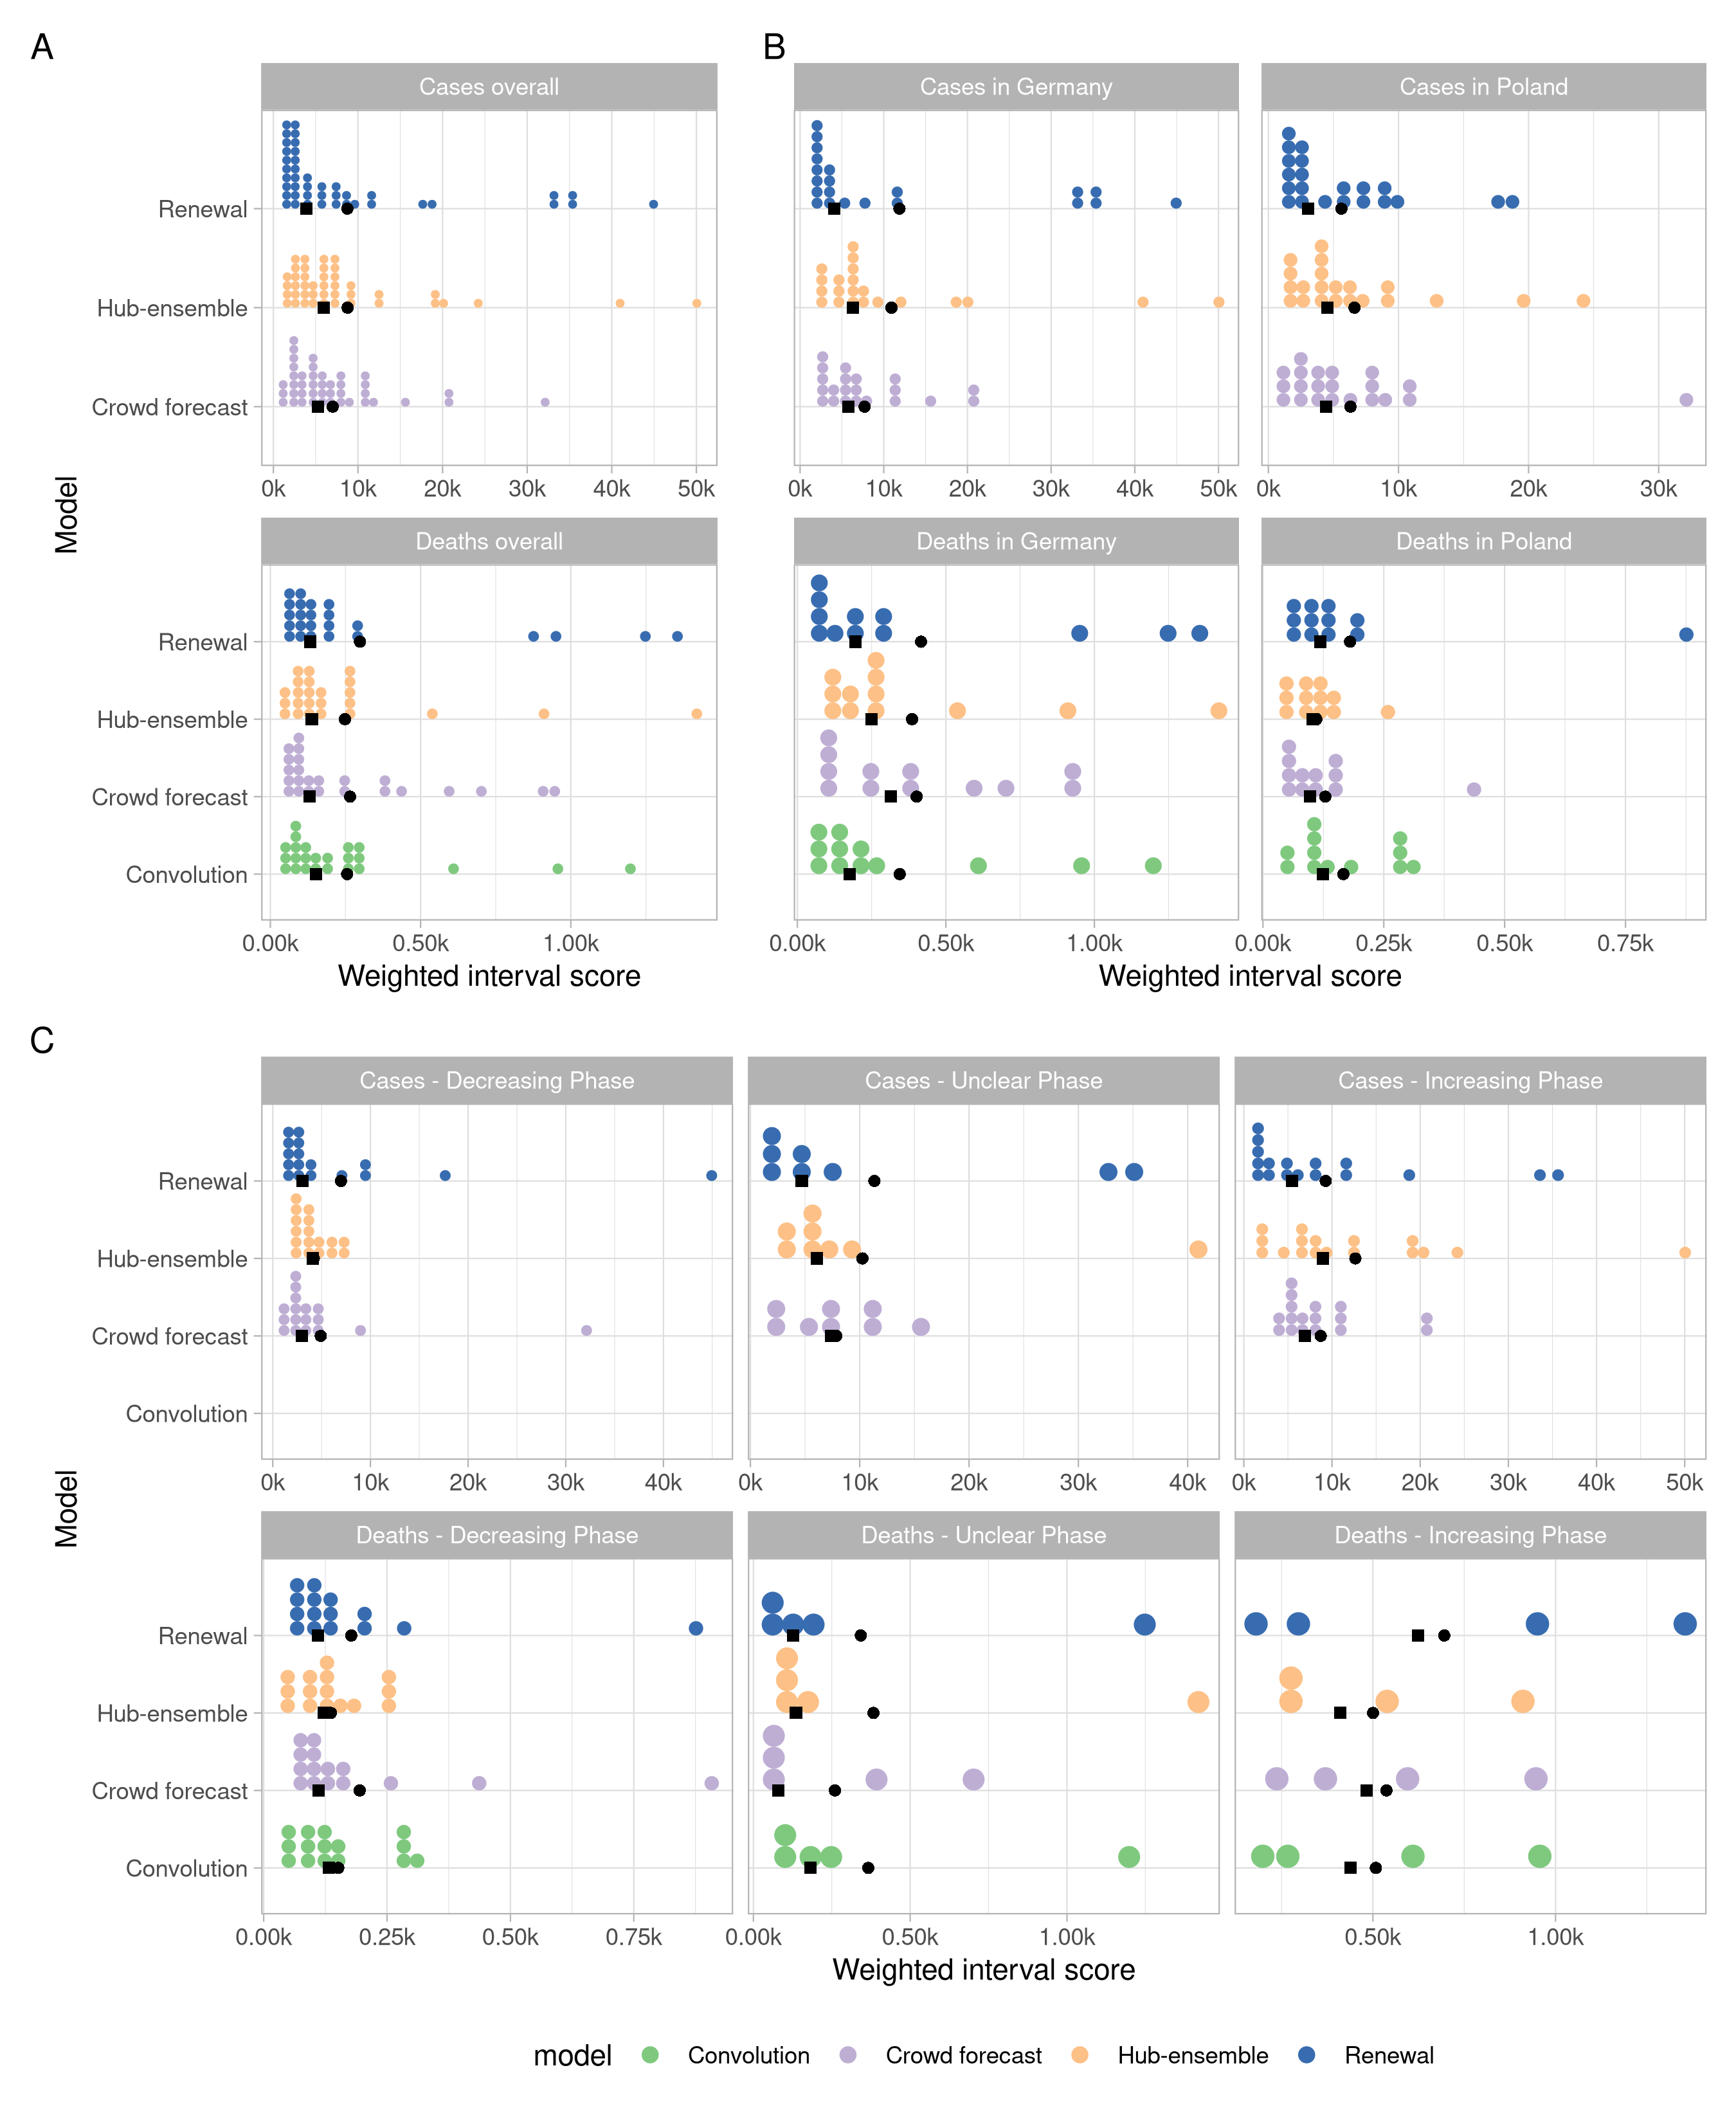 A
B
Cases overall
Cases in Germany
Cases in Poland
Renewal
Hub-ensemble
Crowd forecast
0k 10k 20k 30k 40k 50k
0k 10k 20k 30k 40k 50k
0k 10k 20k 30k
Model
Deaths overall
Deaths in Germany
Deaths in Poland
Renewal
Hub-ensemble
Crowd forecast
Convolution
0.00k 0.50k 1.00k
0.00k 0.50k 1.00k
0.00k 0.25k 0.50k 0.75k
Weighted interval score
Weighted interval score
C
Cases - Decreasing Phase
Cases - Unclear Phase
Cases - Increasing Phase
Renewal
Hub-ensemble
Crowd forecast
Convolution
0k 10k 20k 30k 40k
0k 10k 20k 30k 40k
0k 10k 20k 30k 40k 50k
Model
Deaths - Decreasing Phase
Deaths - Unclear Phase
Deaths - Increasing Phase
Renewal
Hub-ensemble
Crowd forecast
Convolution
0.00k 0.25k 0.50k 0.75k
0.00k 0.50k 1.00k
0.50k 1.00k
Weighted interval score
model Convolution Crowd forecast Hub-ensemble Renewal